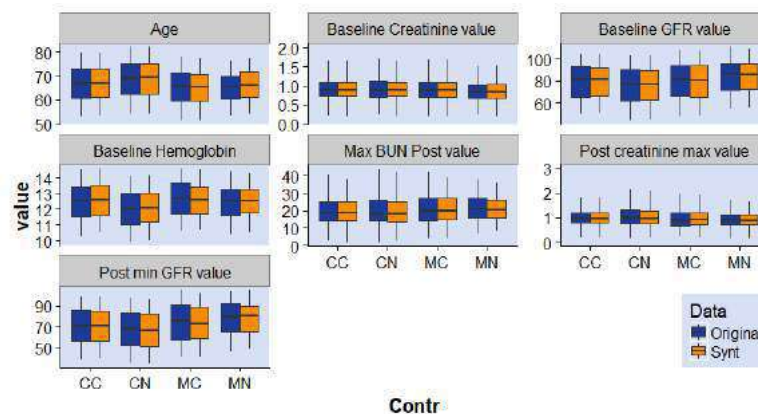 Age
Baseline Creatinine value
Baseline GFR value
80
70
60
50
2.0
1.5
1.0
0.5
0.0
100
80
60
Baseline Hemoglobin
Max BUN Post value
Post creatinine max value
value
14
13
12
11
10
40
30
20
10
0
3
2
1
0
CC CN MC MN
CC CN MC MN
Post min GFR value
90
70
50
CC CN MC MN
Data
Origina
Synt
Contr